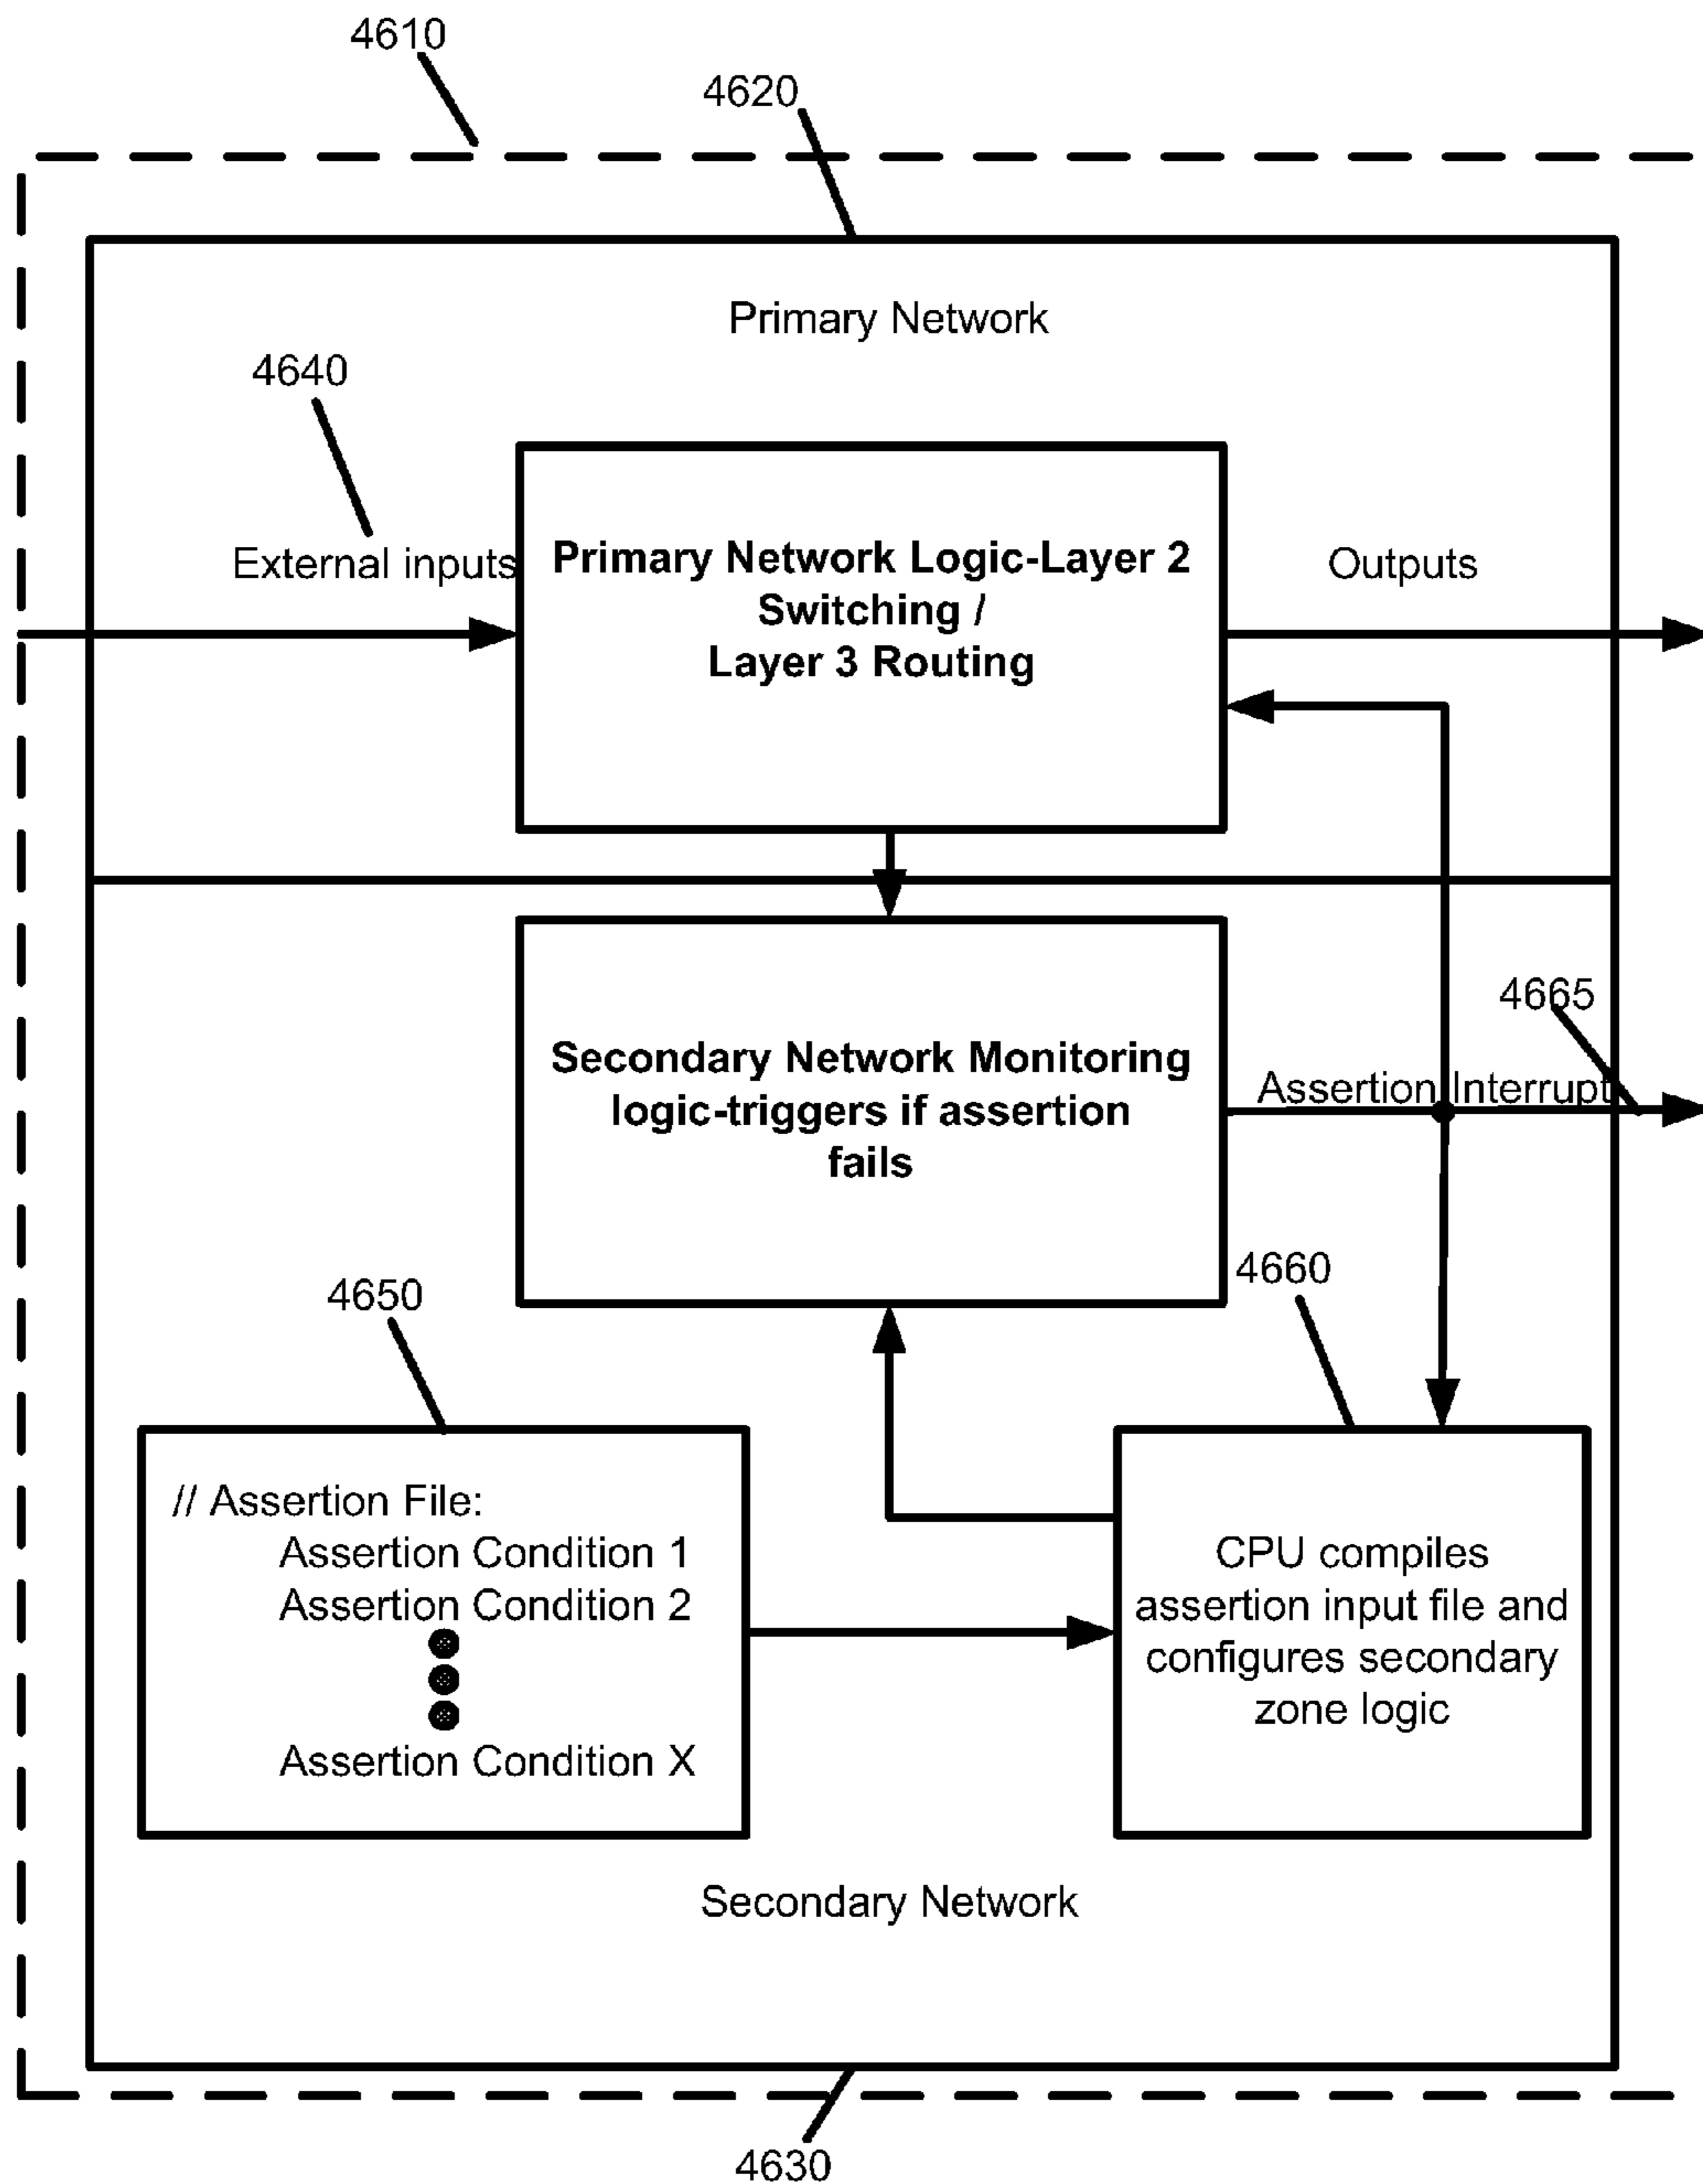 4610
4620
Primary Network
4640
External inputs
Primary Network Logic-Layer 2
Switching /
Layer 3 Routing
Outputs
4665
Secondary Network Monitoring
logic-triggers if assertion
fails
Assertion Interrupt
4650
4660
// Assertion File:
Assertion Condition 1
Assertion Condition 2
Assertion Condition X
CPU compiles
assertion input file and
configures secondary
zone logic
Secondary Network
4630